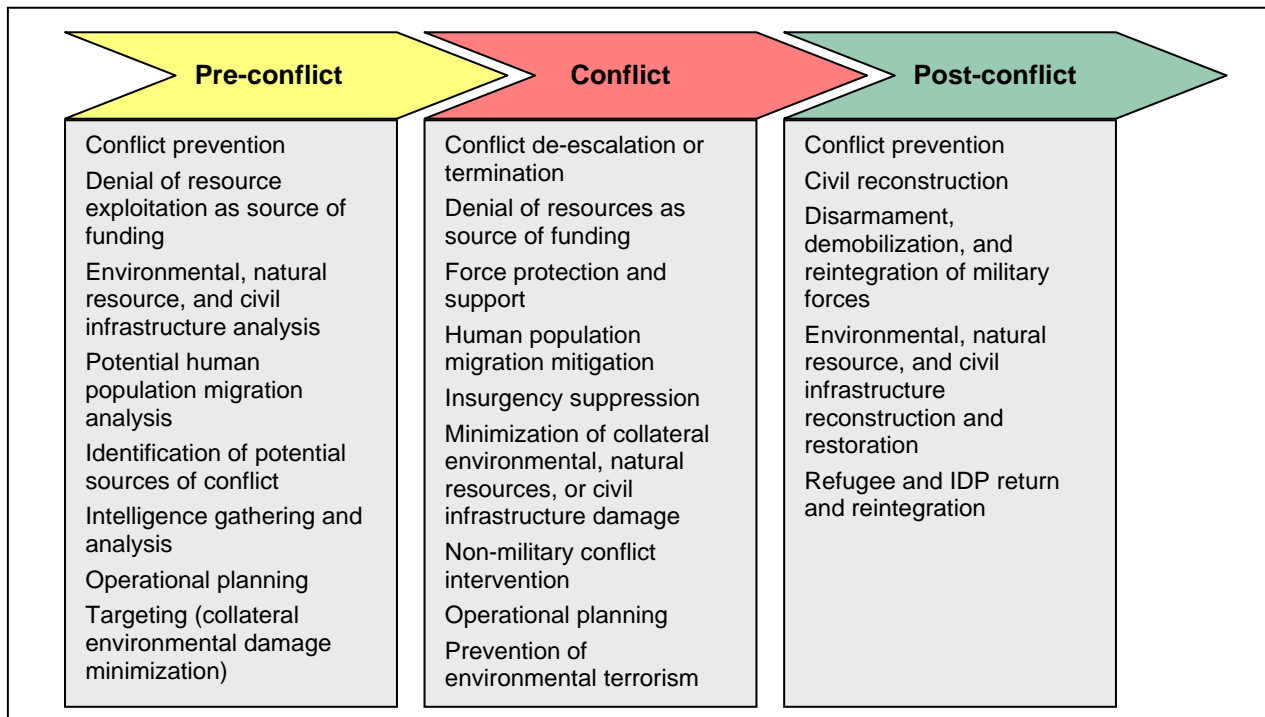 Pre-conflict
Conflict prevention
Denial of resource
exploitation as source of
funding
Environmental, natural
resource, and civil
infrastructure analysis
Potential human
population migration
analysis
Identification of potential
sources of conflict
Intelligence gathering and
analysis
Operational planning
Targeting (collateral
environmental damage
minimization)
Conflict
Conflict de-escalation or
termination
Denial of resources as
source of funding
Force protection and
support
Human population
migration mitigation
Insurgency suppression
Minimization of collateral
environmental, natural
resources, or civil
infrastructure damage
Non-military conflict
intervention
Operational planning
Prevention of
environmental terrorism
Post-conflict
Conflict prevention
Civil reconstruction
Disarmament,
demobilization, and
reintegration of military
forces
Environmental, natural
resource, and civil
infrastructure
reconstruction and
restoration
Refugee and IDP return
and reintegration